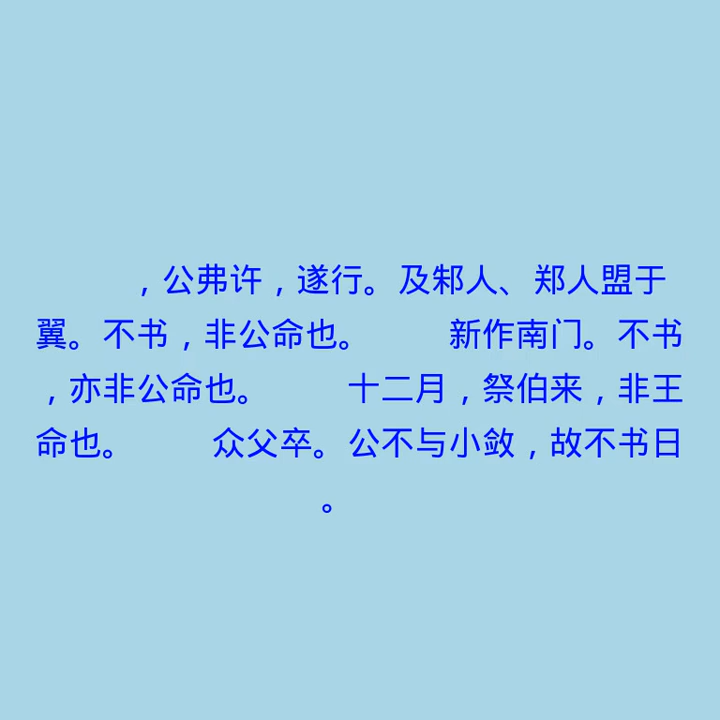 ，公弗许，遂行。及邾人、郑人盟于
翼。不书，非公命也。　　新作南门。不书
，亦非公命也。　　十二月，祭伯来，非王
命也。　　众父卒。公不与小敛，故不书日
。